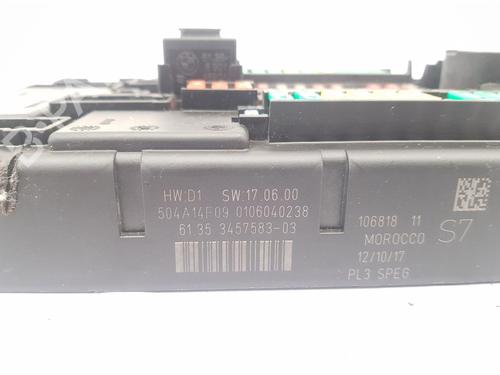 HW:D1 SW:17.06.00
504A14F09 0106040238
61.35 3457583-03
106818 11
MOROCCO S7
12/10/17
PL3 SPEG